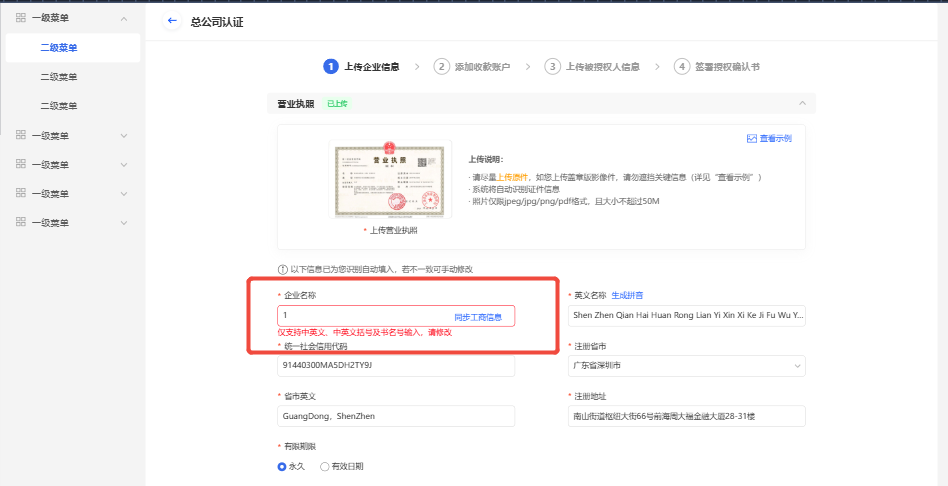 一级菜单
二级菜单
二级菜单
二级菜单
一级菜单
一级菜单
一级菜单
一级菜单
← 总公司认证
1 上传企业信息 > 2 添加收款账户 > 3 上传被授权人信息 > 4 签署授权确认书
营业执照 已上传
查看示例
营业执照
* 上传营业执照
上传说明:
· 请尽量上传原件，如您上传盖章版影像件，请勿遮挡关键信息（详见“查看示例”）
· 系统将自动识别证件信息
· 照片仅限jpeg/jpg/png/pdf格式，且大小不超过50M
以下信息已为您识别自动填入，若不一致可手动修改
* 企业名称
1 同步工商信息
仅支持中英文、中英文括号及书名号输入，请修改
* 英文名称 生成拼音
Shen Zhen Qian Hai Huan Rong Lian Yi Xin Xi Ke Ji Fu Wu Y...
* 统一社会信用代码
91440300MA5DH2TY9J
* 注册省市
广东省深圳市
* 省市英文
GuangDong，ShenZhen
* 注册地址
南山街道枢纽大街66号前海周大福金融大厦28-31楼
* 有限期限
永久 有效日期